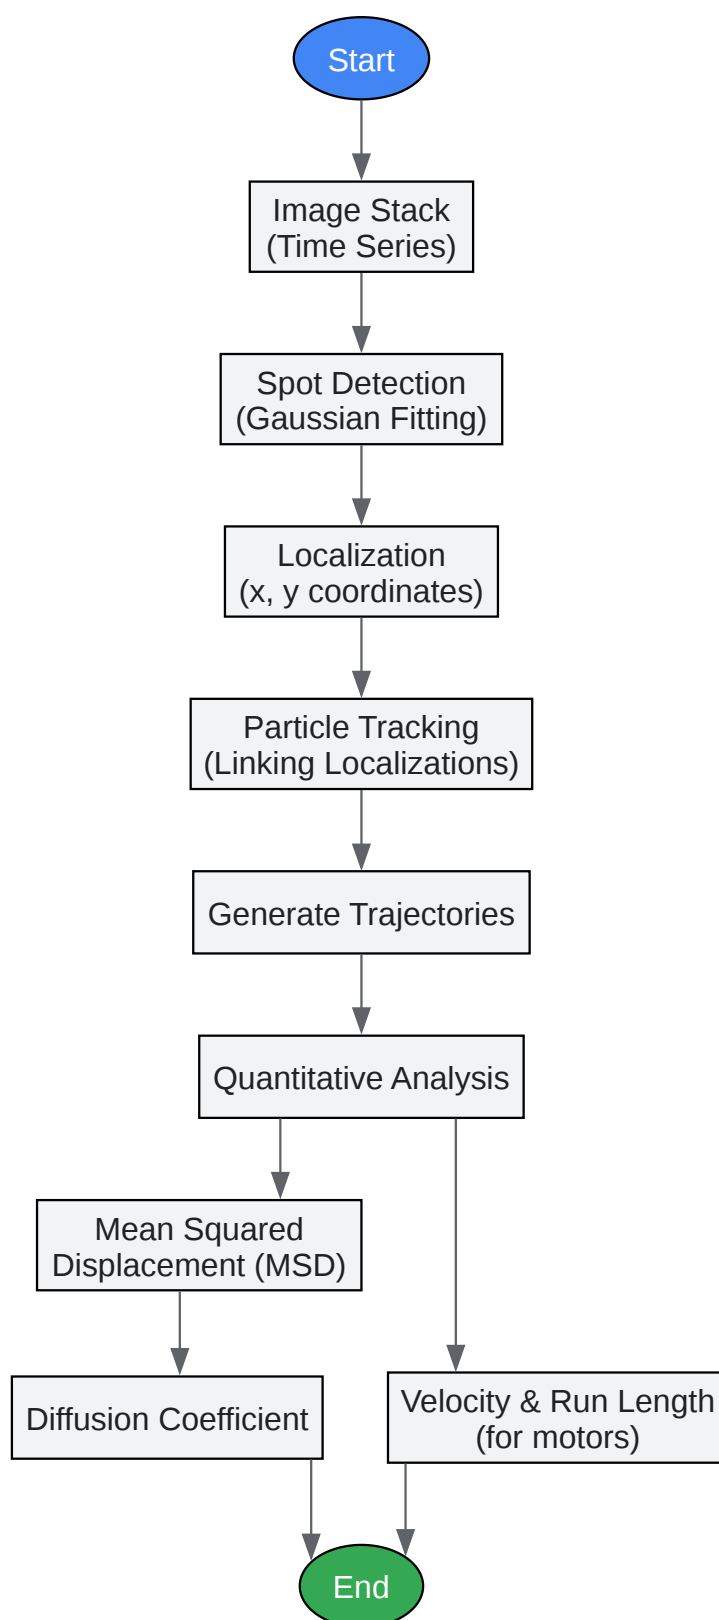 Start
Image Stack
(Time Series)
Spot Detection
(Gaussian Fitting)
Localization
(x, y coordinates)
Particle Tracking
(Linking Localizations)
Generate Trajectories
Quantitative Analysis
Mean Squared
Displacement (MSD)
Diffusion Coefficient
Velocity & Run Length
(for motors)
End